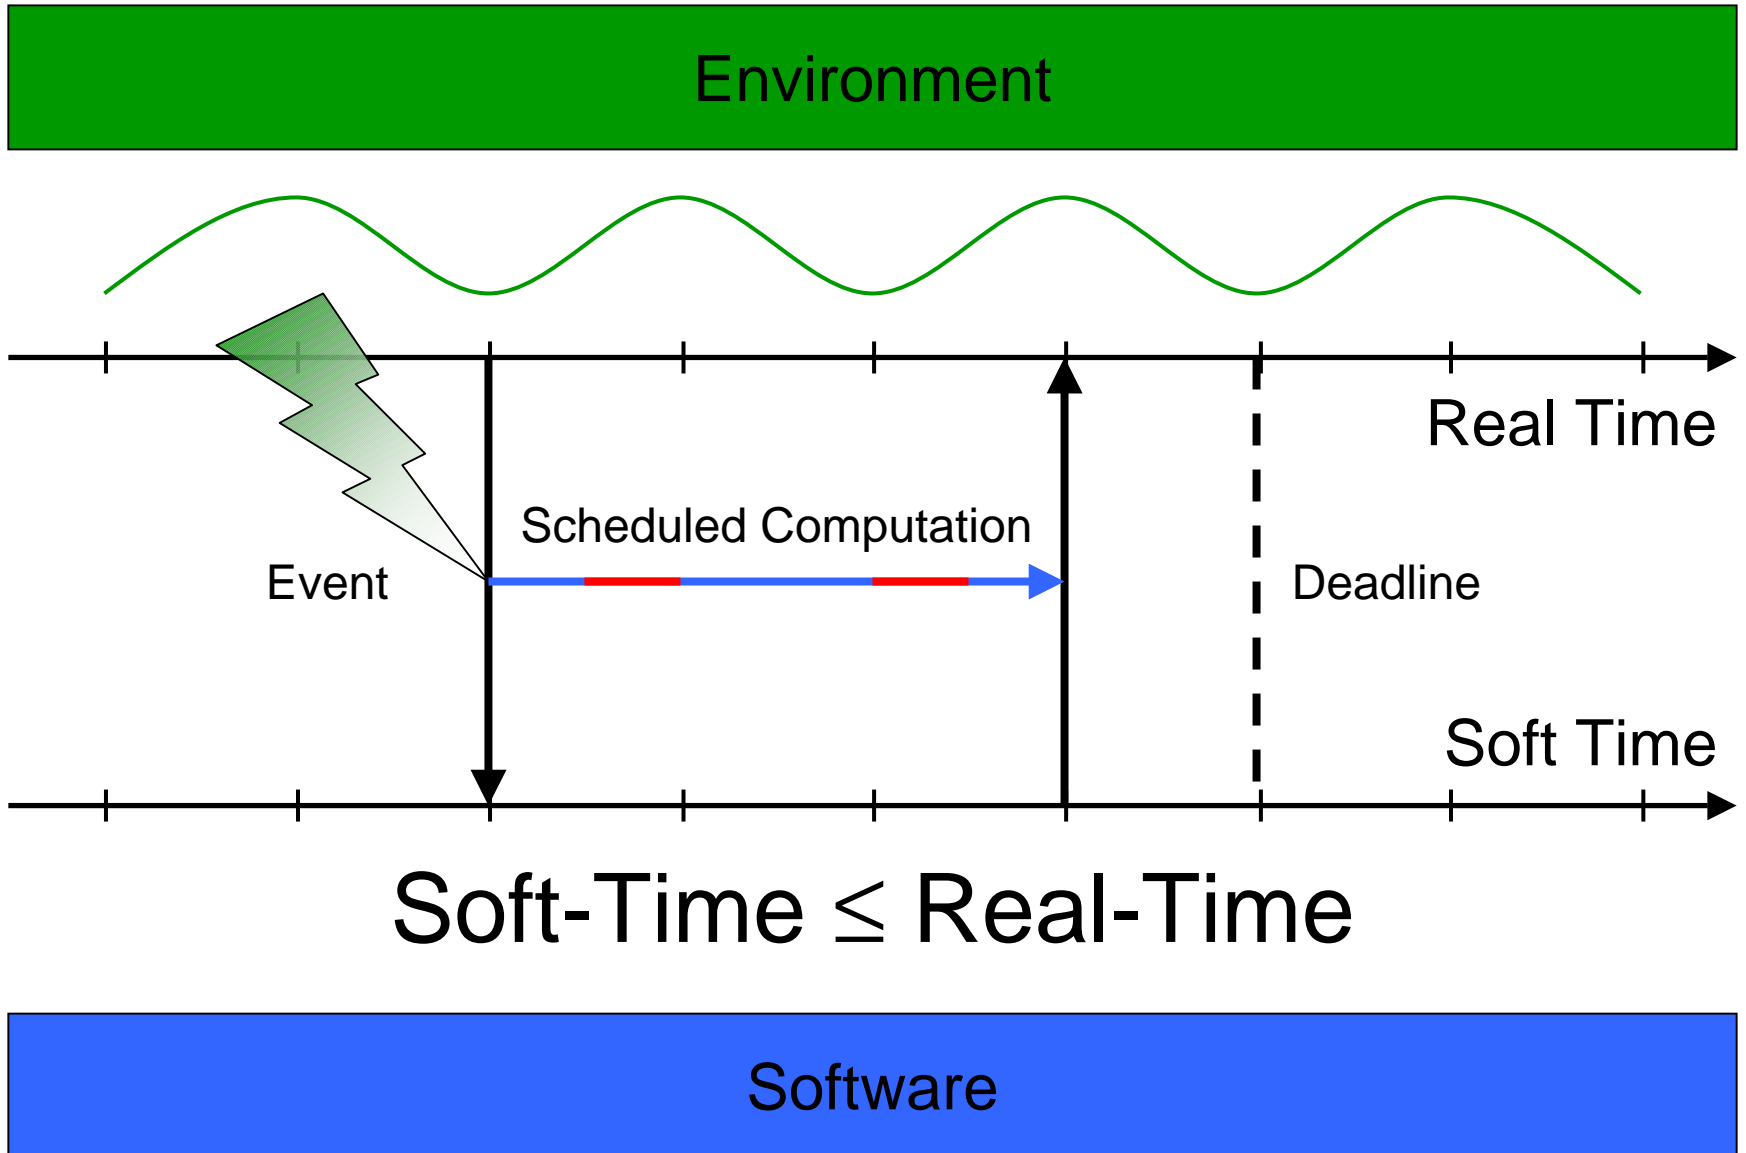 Environment
Real Time
Scheduled Computation
Event
Deadline
Soft Time
Soft-Time ≤ Real-Time
Software